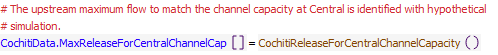 # The upstream maximum flow to match the channel capacity at Central is identified with hypothetical
# simulation.
CochitiData.MaxReleaseForCentralChannelCap [] = CochitiReleaseForCentralChannelCapacity ()